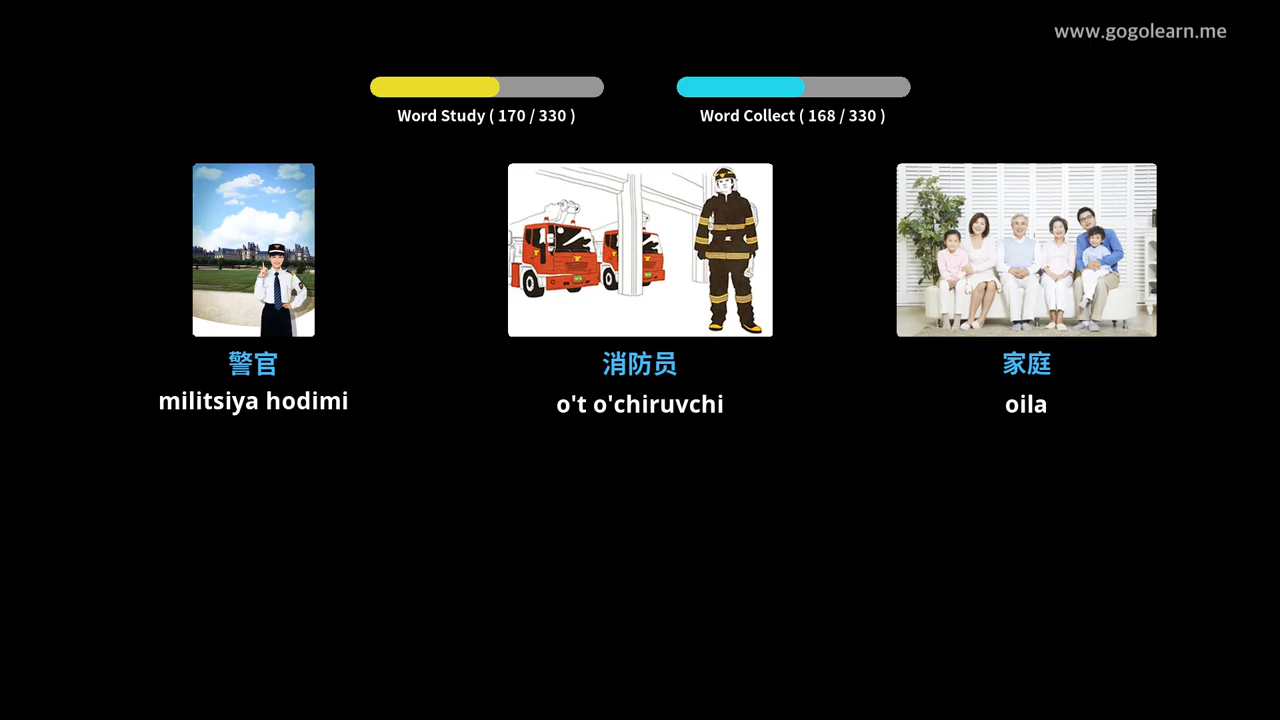 www.gogolearn.me
Word Study ( 170 / 330 )
Word Collect ( 168 / 330 )
警官
消防员
家庭
militsiya hodimi
o't o'chiruvchi
oila